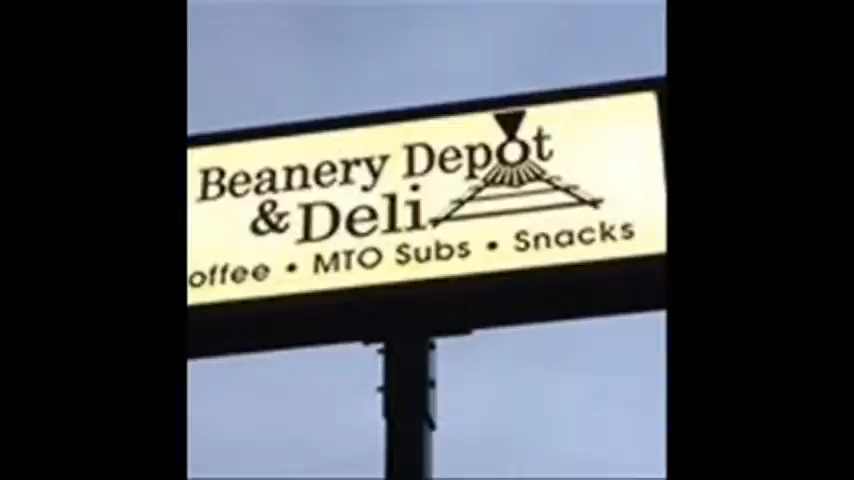 Beanery Depot
& Deli
offee • MTO Subs • Snacks